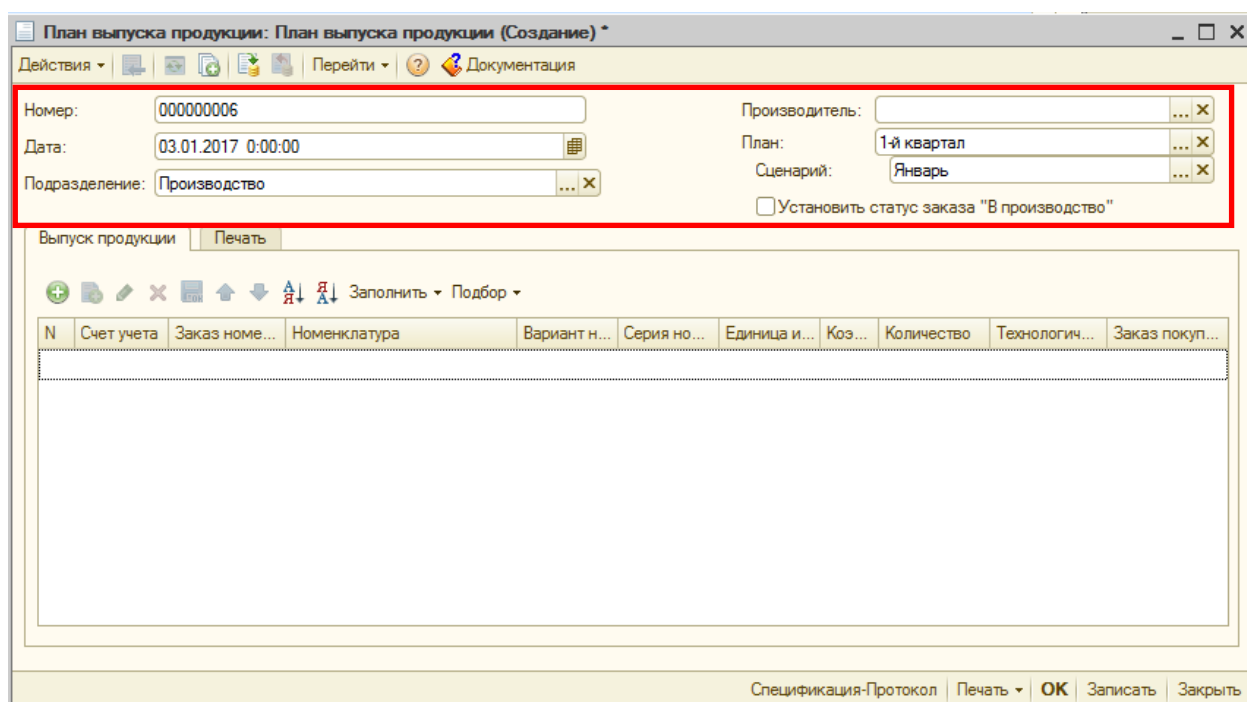 План выпуска продукции: План выпуска продукции (Создание) *
Действия Перейти Документация
Номер: 000000006 Производитель:
Дата: 03.01.2017 0:00:00 План: 1-й квартал
Сценарий: Январь
Подразделение: Производство
Установить статус заказа "В производство"
Выпуск продукции Печать
Заполнить Подбор
N Счет учета Заказ номе... Номенклатура Вариант н... Серия но... Единица и... Коэ... Количество Технологич... Заказ покуп...
Спецификация-Протокол Печать OK Записать Закрыть